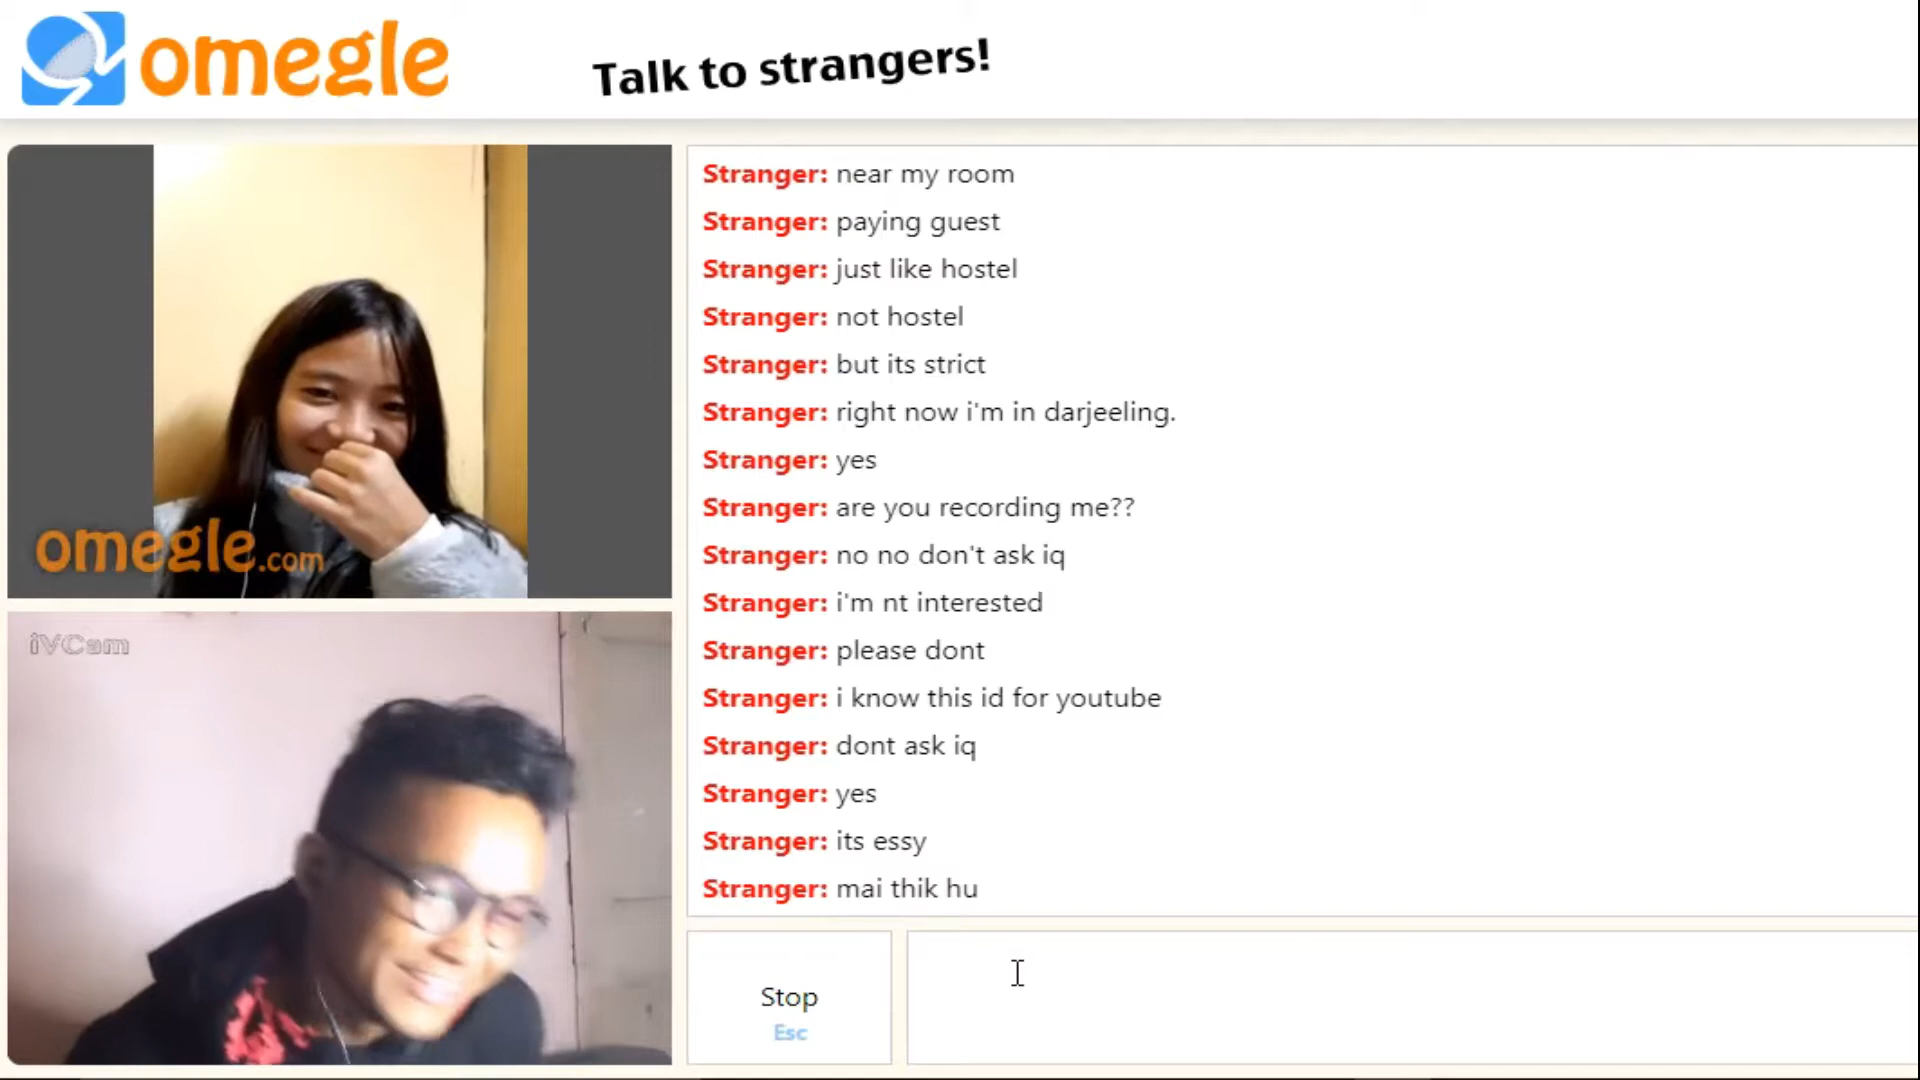 omegle
Talk to strangers!
Stranger: near my room
Stranger: paying guest
Stranger: just like hostel
Stranger: not hostel
Stranger: but its strict
Stranger: right now i'm in darjeeling.
Stranger: yes
Stranger: are you recording me??
Stranger: no no don't ask iq
Stranger: i'm nt interested
Stranger: please dont
Stranger: i know this id for youtube
Stranger: dont ask iq
Stranger: yes
Stranger: its essy
Stranger: mai thik hu
omegle.com
iVCam
Stop
Esc